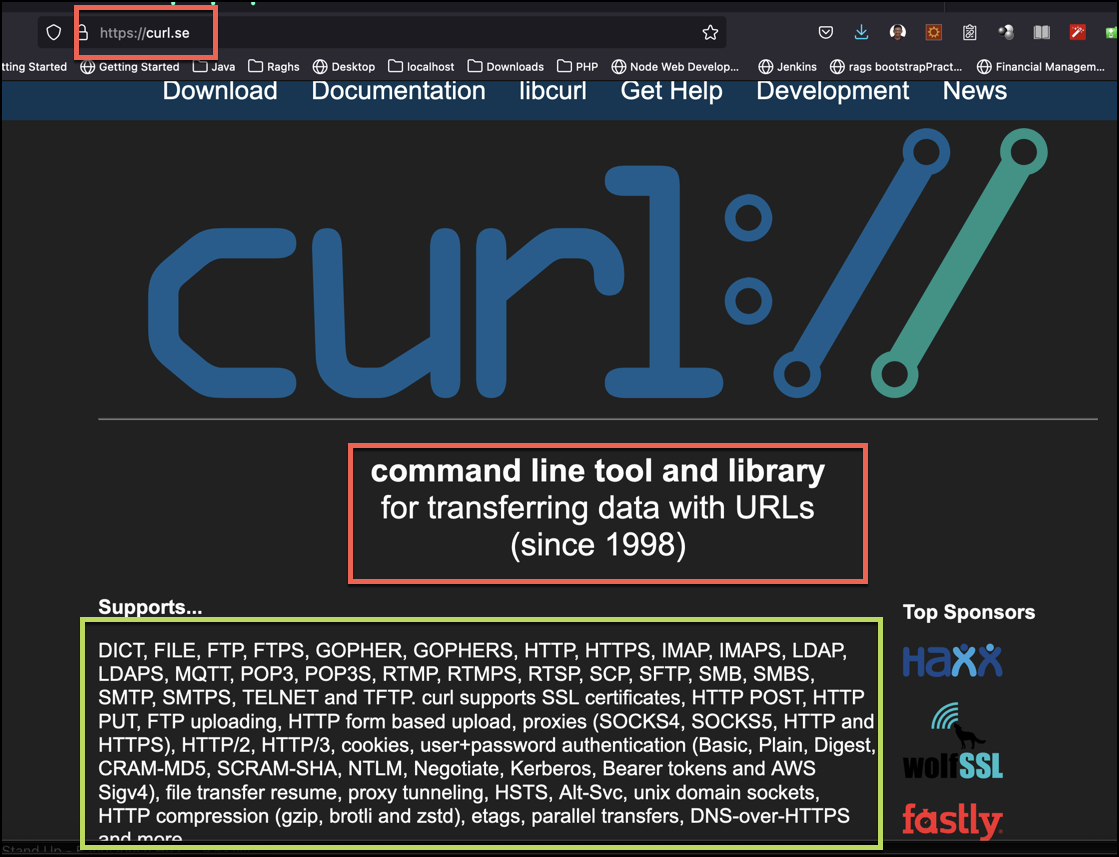 https://curl.se
tting Started Getting Started Java Raghs Desktop localhost Downloads PHP Node Web Develop... Jenkins rags bootstrapPract... Financial Managem...
Download Documentation libcurl Get Help Development News
curl://
command line tool and library
for transferring data with URLs
(since 1998)
Supports...
DICT, FILE, FTP, FTPS, GOPHER, GOPHERS, HTTP, HTTPS, IMAP, IMAPS, LDAP,
LDAPS, MQTT, POP3, POP3S, RTMP, RTMPS, RTSP, SCP, SFTP, SMB, SMBS,
SMTP, SMTPS, TELNET and TFTP. curl supports SSL certificates, HTTP POST, HTTP
PUT, FTP uploading, HTTP form based upload, proxies (SOCKS4, SOCKS5, HTTP and
HTTPS), HTTP/2, HTTP/3, cookies, user+password authentication (Basic, Plain, Digest,
CRAM-MD5, SCRAM-SHA, NTLM, Negotiate, Kerberos, Bearer tokens and AWS
Sigv4), file transfer resume, proxy tunneling, HSTS, Alt-Svc, unix domain sockets,
HTTP compression (gzip, brotli and zstd), etags, parallel transfers, DNS-over-HTTPS
and more
Top Sponsors
HAXX
wolfSSL
fastly
Stand Up -